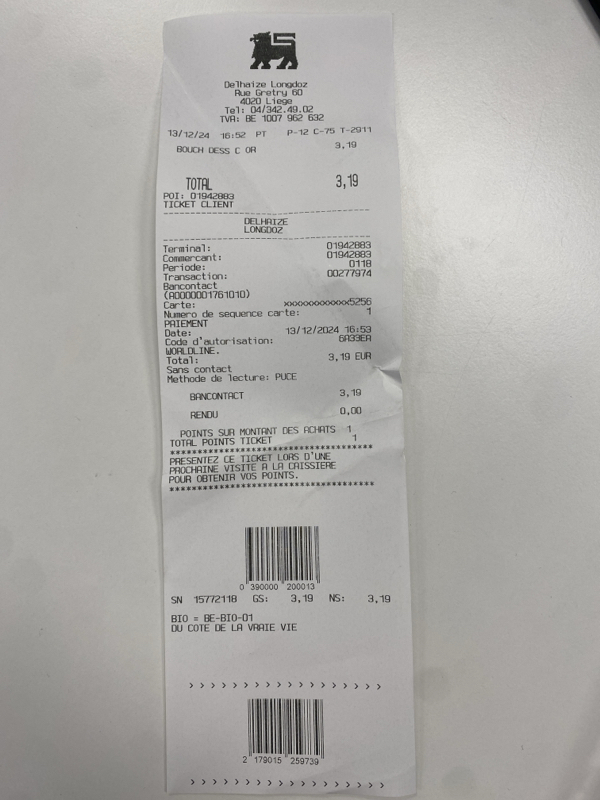 Delhaize Longdoz
Rue Gretry 60
4020 Liege
Tel: 04/342.49.02
TVA: BE 1007 962 632
13/12/24 16:52 PT P-12 C-75 T-2911
BOUCH DESS C OR 3,19
TOTAL 3,19
POI: 01942883
TICKET CLIENT
DELHAIZE
LONGDOZ
Terminal: 01942883
Commercant: 01942883
Periode: 0118
Transaction: 00277974
Bancontact
(A0000001761010)
Carte: xxxxxxxxxxxxx5256
Numero de sequence carte: 1
PAIEMENT
Date: 13/12/2024 16:53
Code d'autorisation: 6A33EA
WORLDLINE.
Total: 3,19 EUR
Sans contact
Methode de lecture: PUCE
BANCONTACT 3,19
RENDU 0,00
POINTS SUR MONTANT DES ACHATS 1
TOTAL POINTS TICKET 1
***********************************
PRESENTEZ CE TICKET LORS D'UNE
PROCHAINE VISITE A LA CAISSIERE
POUR OBTENIR VOS POINTS.
***********************************
0 390000 200013
SN 15772118 GS: 3,19 NS: 3,19
BIO = BE-BIO-01
DU COTE DE LA VRAIE VIE
> > > > > > > > > > > > > > > > >
2 179015 259739
> > > > > > > > > > > > > > > > >